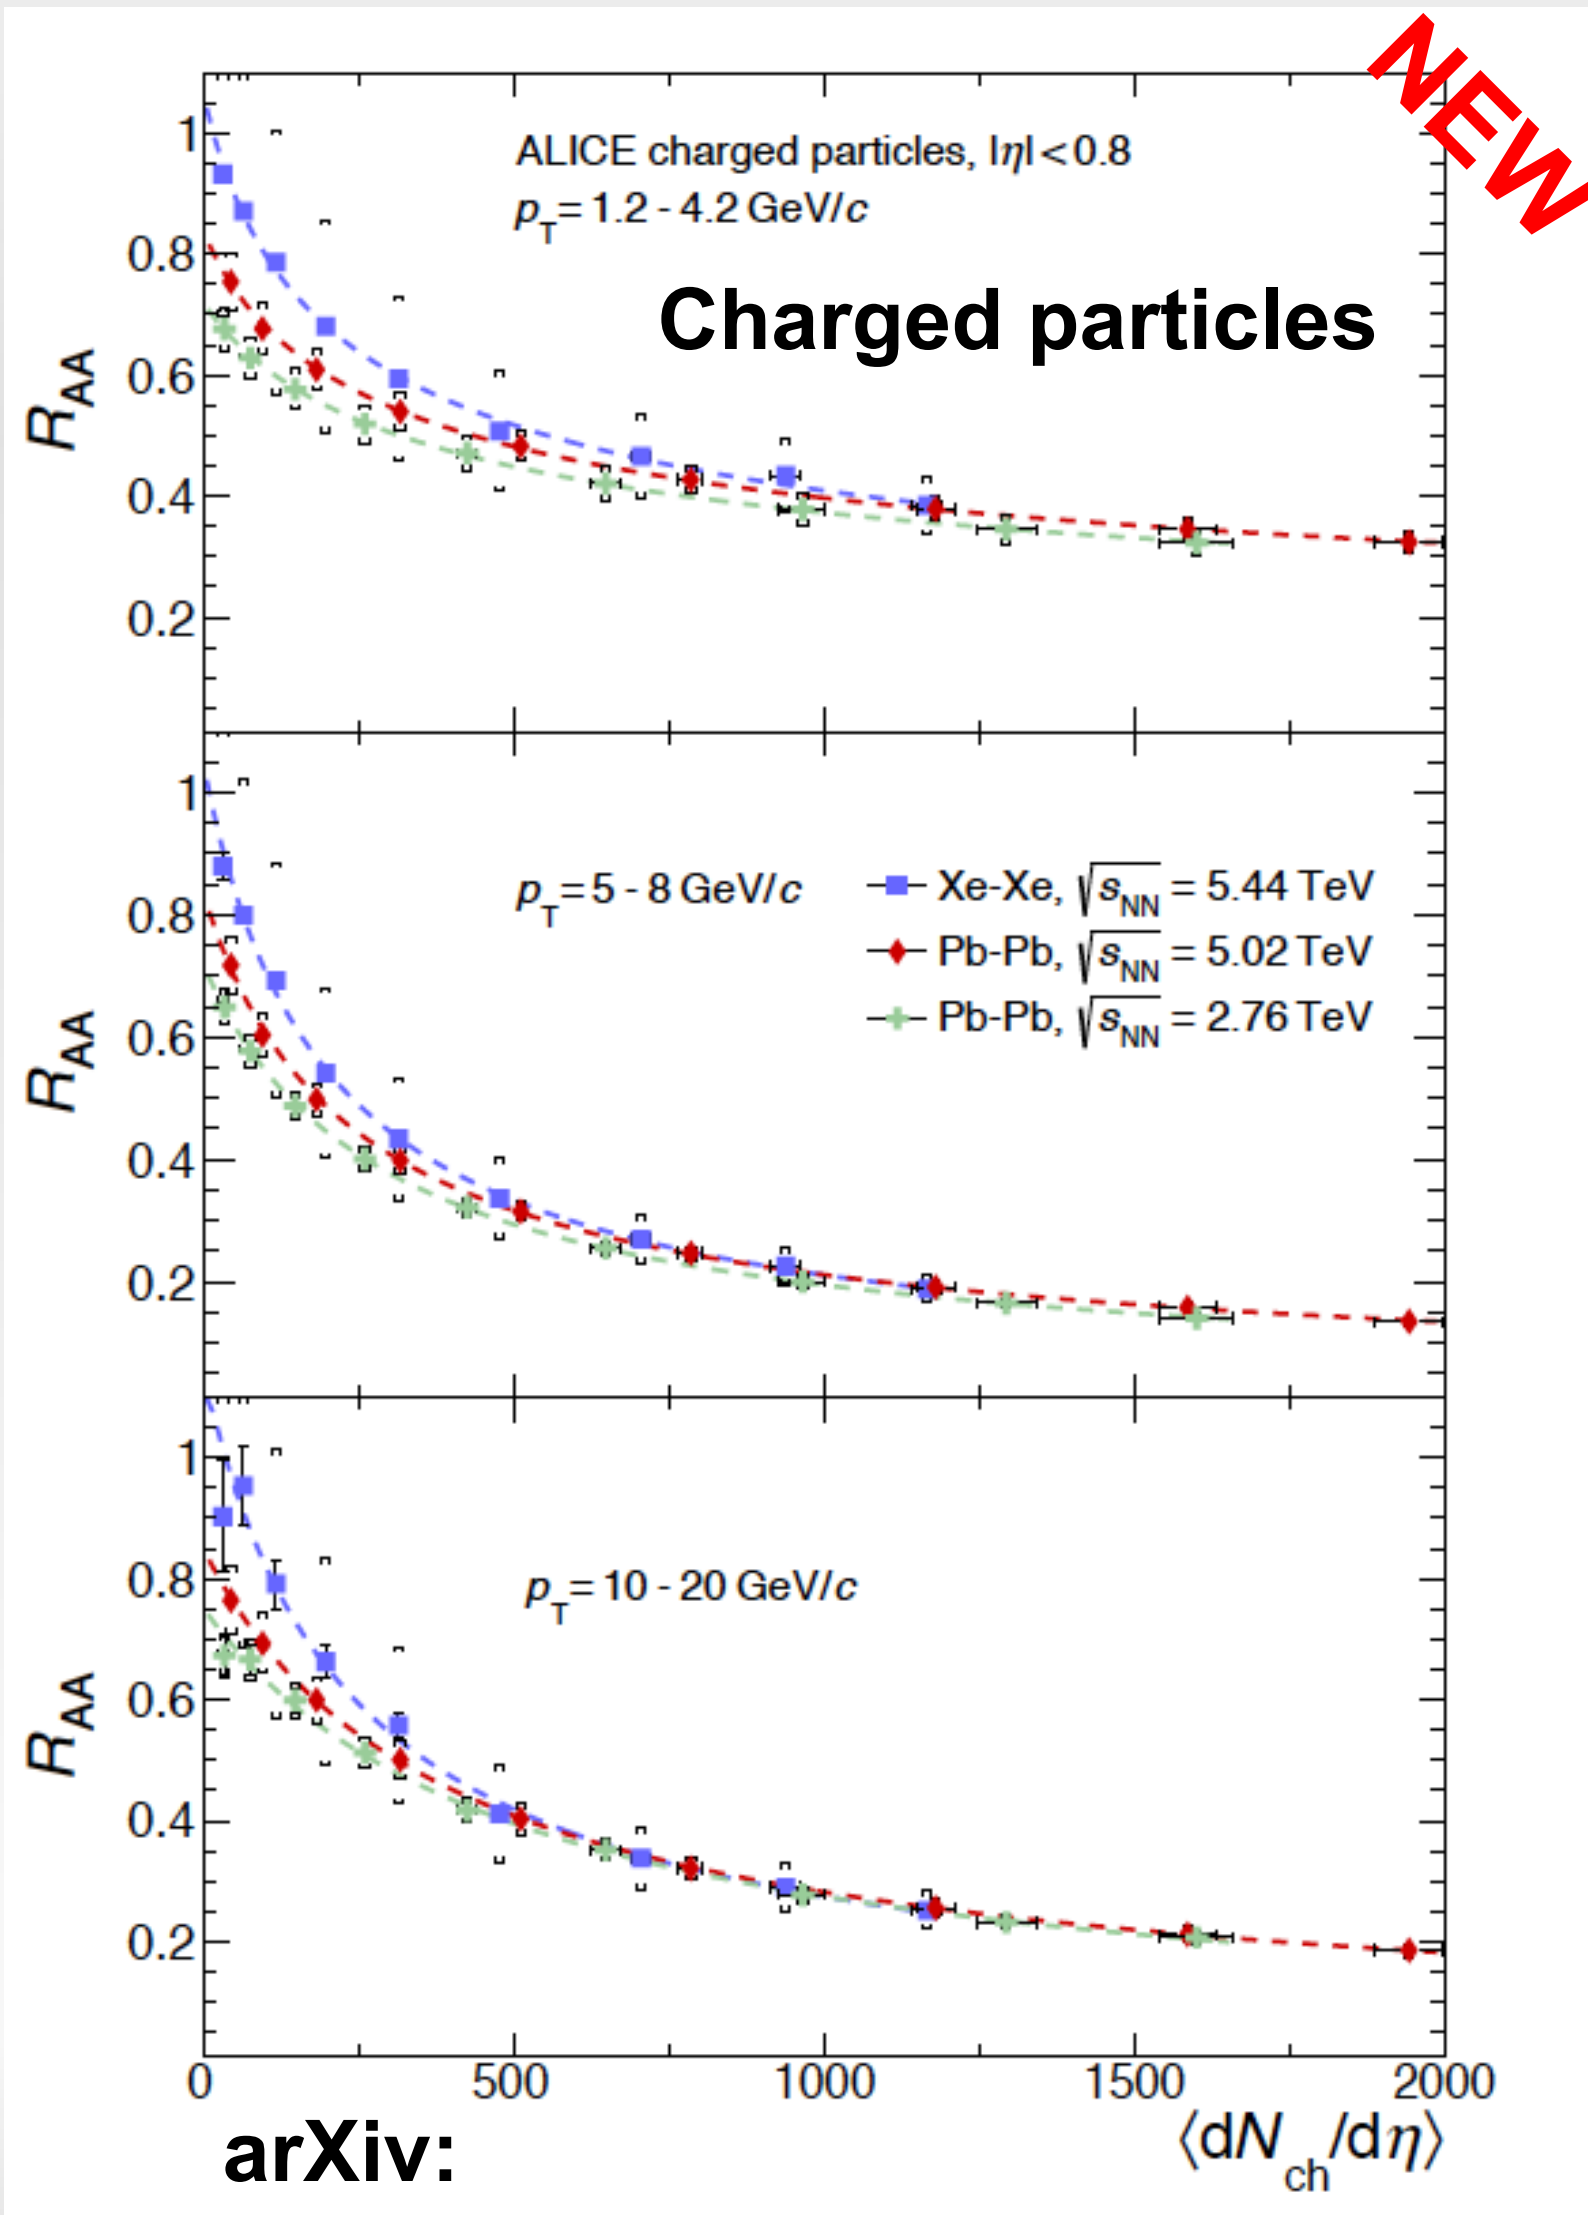 NEW
ALICE charged particles, |η| < 0.8
p_T = 1.2 - 4.2 GeV/c
Charged particles
1
0.8
0.6
0.4
0.2
R_AA
p_T = 5 - 8 GeV/c
Xe-Xe, √s_NN = 5.44 TeV
Pb-Pb, √s_NN = 5.02 TeV
Pb-Pb, √s_NN = 2.76 TeV
1
0.8
0.6
0.4
0.2
R_AA
p_T = 10 - 20 GeV/c
1
0.8
0.6
0.4
0.2
R_AA
0 500 1000 1500 2000
⟨dN_ch/dη⟩
arXiv: